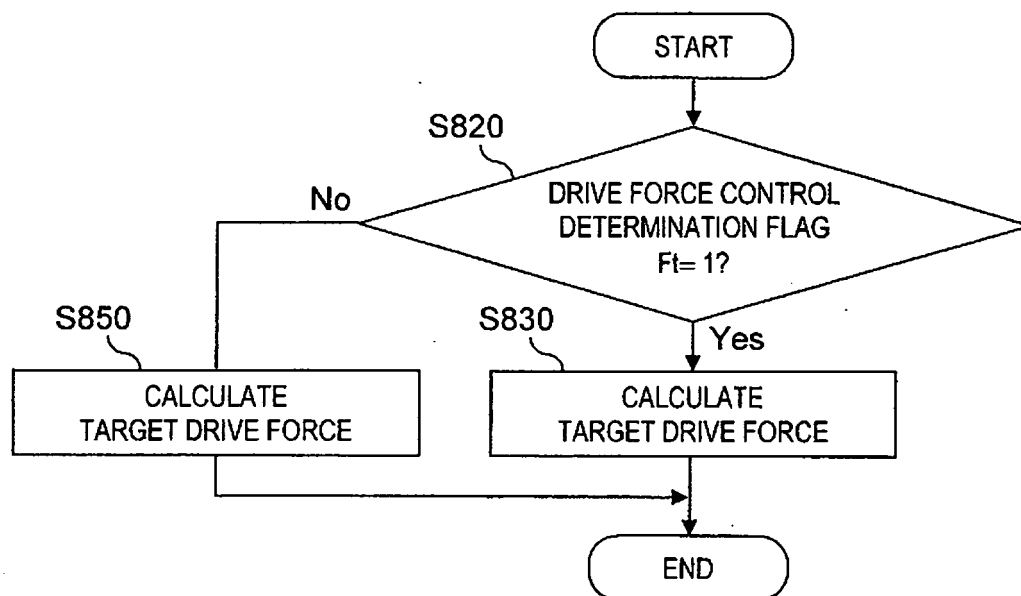 START
S820
No
DRIVE FORCE CONTROL
DETERMINATION FLAG
Ft= 1?
S850
S830
Yes
CALCULATE
TARGET DRIVE FORCE
CALCULATE
TARGET DRIVE FORCE
END